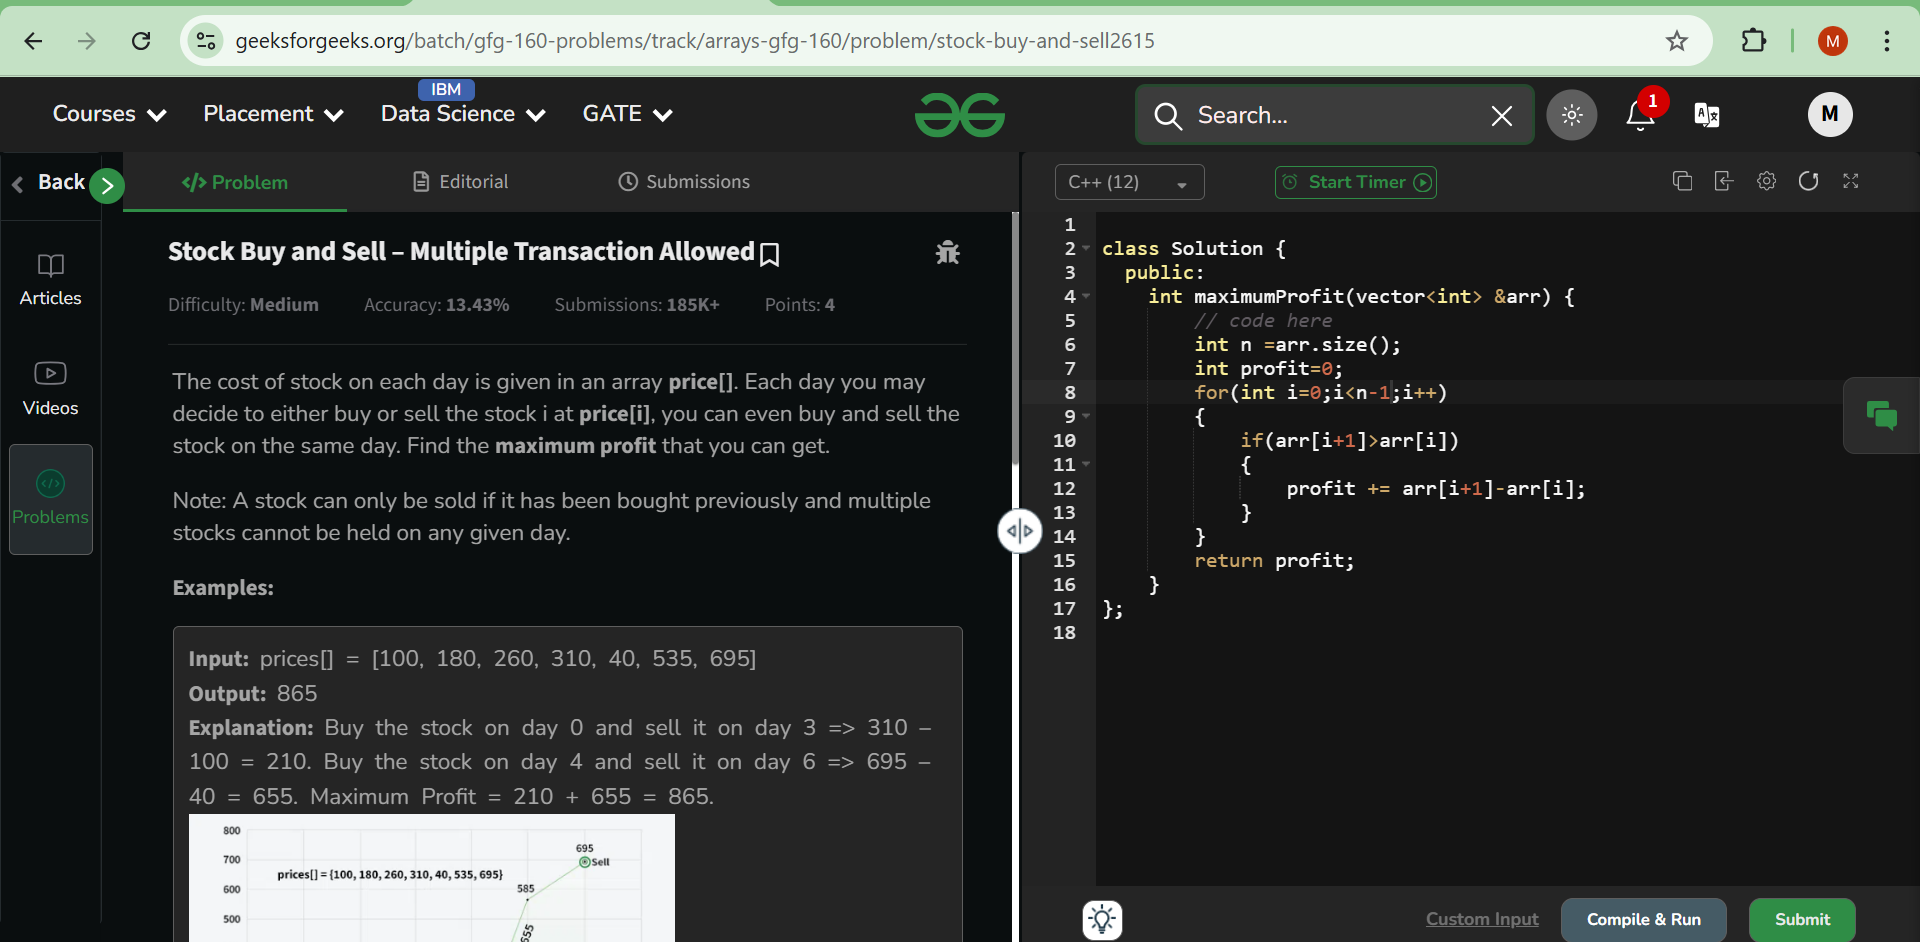 geeksforgeeks.org/batch/gfg-160-problems/track/arrays-gfg-160/problem/stock-buy-and-sell2615
M
Courses
Placement
IBM
Data Science
GATE
Search...
1
M
Back
Problem
Editorial
Submissions
C++ (12)
Start Timer
Articles
Videos
Problems
Stock Buy and Sell – Multiple Transaction Allowed
Difficulty: Medium Accuracy: 13.43% Submissions: 185K+ Points: 4
The cost of stock on each day is given in an array price[]. Each day you may
decide to either buy or sell the stock i at price[i], you can even buy and sell the
stock on the same day. Find the maximum profit that you can get.
Note: A stock can only be sold if it has been bought previously and multiple
stocks cannot be held on any given day.
Examples:
Input: prices[] = [100, 180, 260, 310, 40, 535, 695]
Output: 865
Explanation: Buy the stock on day 0 and sell it on day 3 => 310 –
100 = 210. Buy the stock on day 4 and sell it on day 6 => 695 –
40 = 655. Maximum Profit = 210 + 655 = 865.
800
700
600
500
prices[] = {100, 180, 260, 310, 40, 535, 695}
695
Sell
585
655
1
2 class Solution {
3 public:
4 int maximumProfit(vector<int> &arr) {
5 // code here
6 int n =arr.size();
7 int profit=0;
8 for(int i=0;i<n-1;i++)
9 {
10 if(arr[i+1]>arr[i])
11 {
12 profit += arr[i+1]-arr[i];
13 }
14 }
15 return profit;
16 }
17 };
18
Custom Input
Compile & Run
Submit